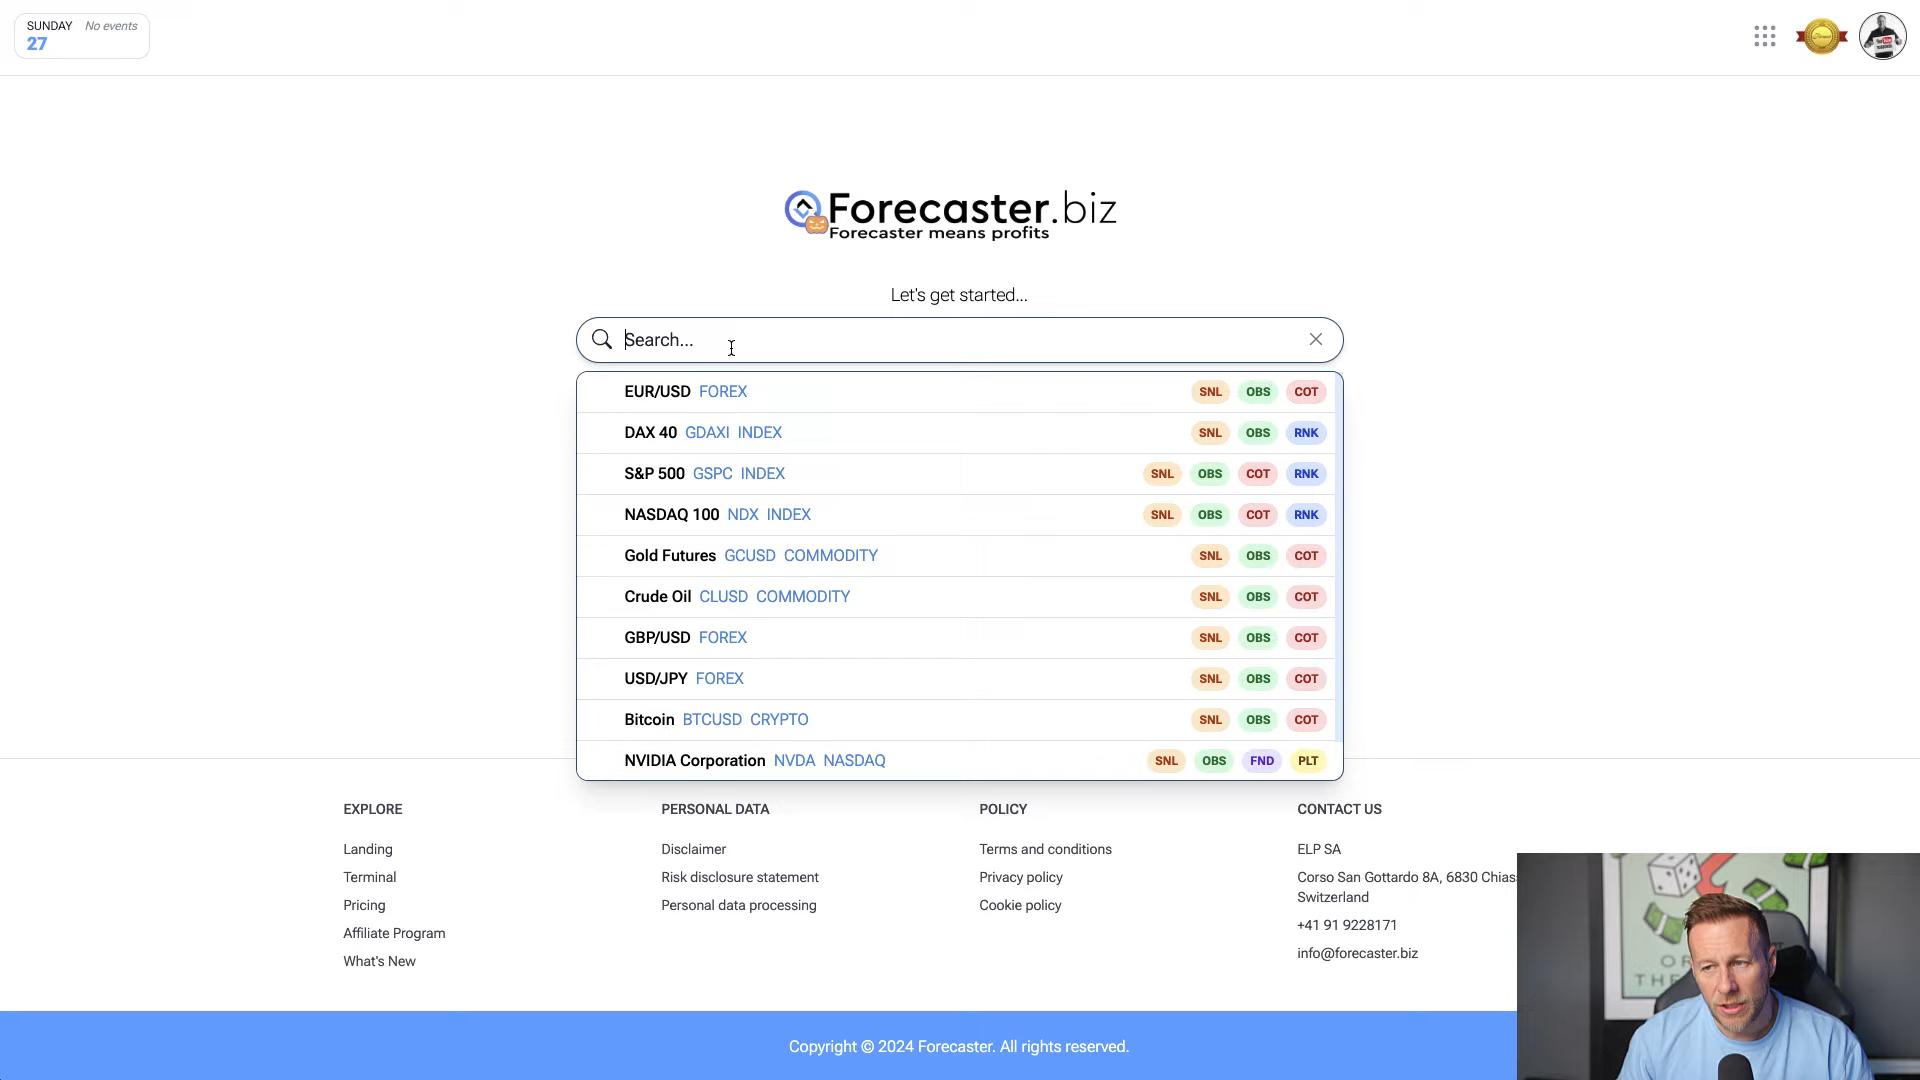 SUNDAY No events
27
Forecaster.biz
Forecaster means profits
Let's get started...
Search...
EUR/USD FOREX SNL OBS COT
DAX 40 GDAXI INDEX SNL OBS RNK
S&P 500 GSPC INDEX SNL OBS COT RNK
NASDAQ 100 NDX INDEX SNL OBS COT RNK
Gold Futures GCUSD COMMODITY SNL OBS COT
Crude Oil CLUSD COMMODITY SNL OBS COT
GBP/USD FOREX SNL OBS COT
USD/JPY FOREX SNL OBS COT
Bitcoin BTCUSD CRYPTO SNL OBS COT
NVIDIA Corporation NVDA NASDAQ SNL OBS FND PLT
EXPLORE
Landing
Terminal
Pricing
Affiliate Program
What's New
PERSONAL DATA
Disclaimer
Risk disclosure statement
Personal data processing
POLICY
Terms and conditions
Privacy policy
Cookie policy
CONTACT US
ELP SA
Corso San Gottardo 8A, 6830 Chias
Switzerland
+41 91 9228171
info@forecaster.biz
Copyright © 2024 Forecaster. All rights reserved.